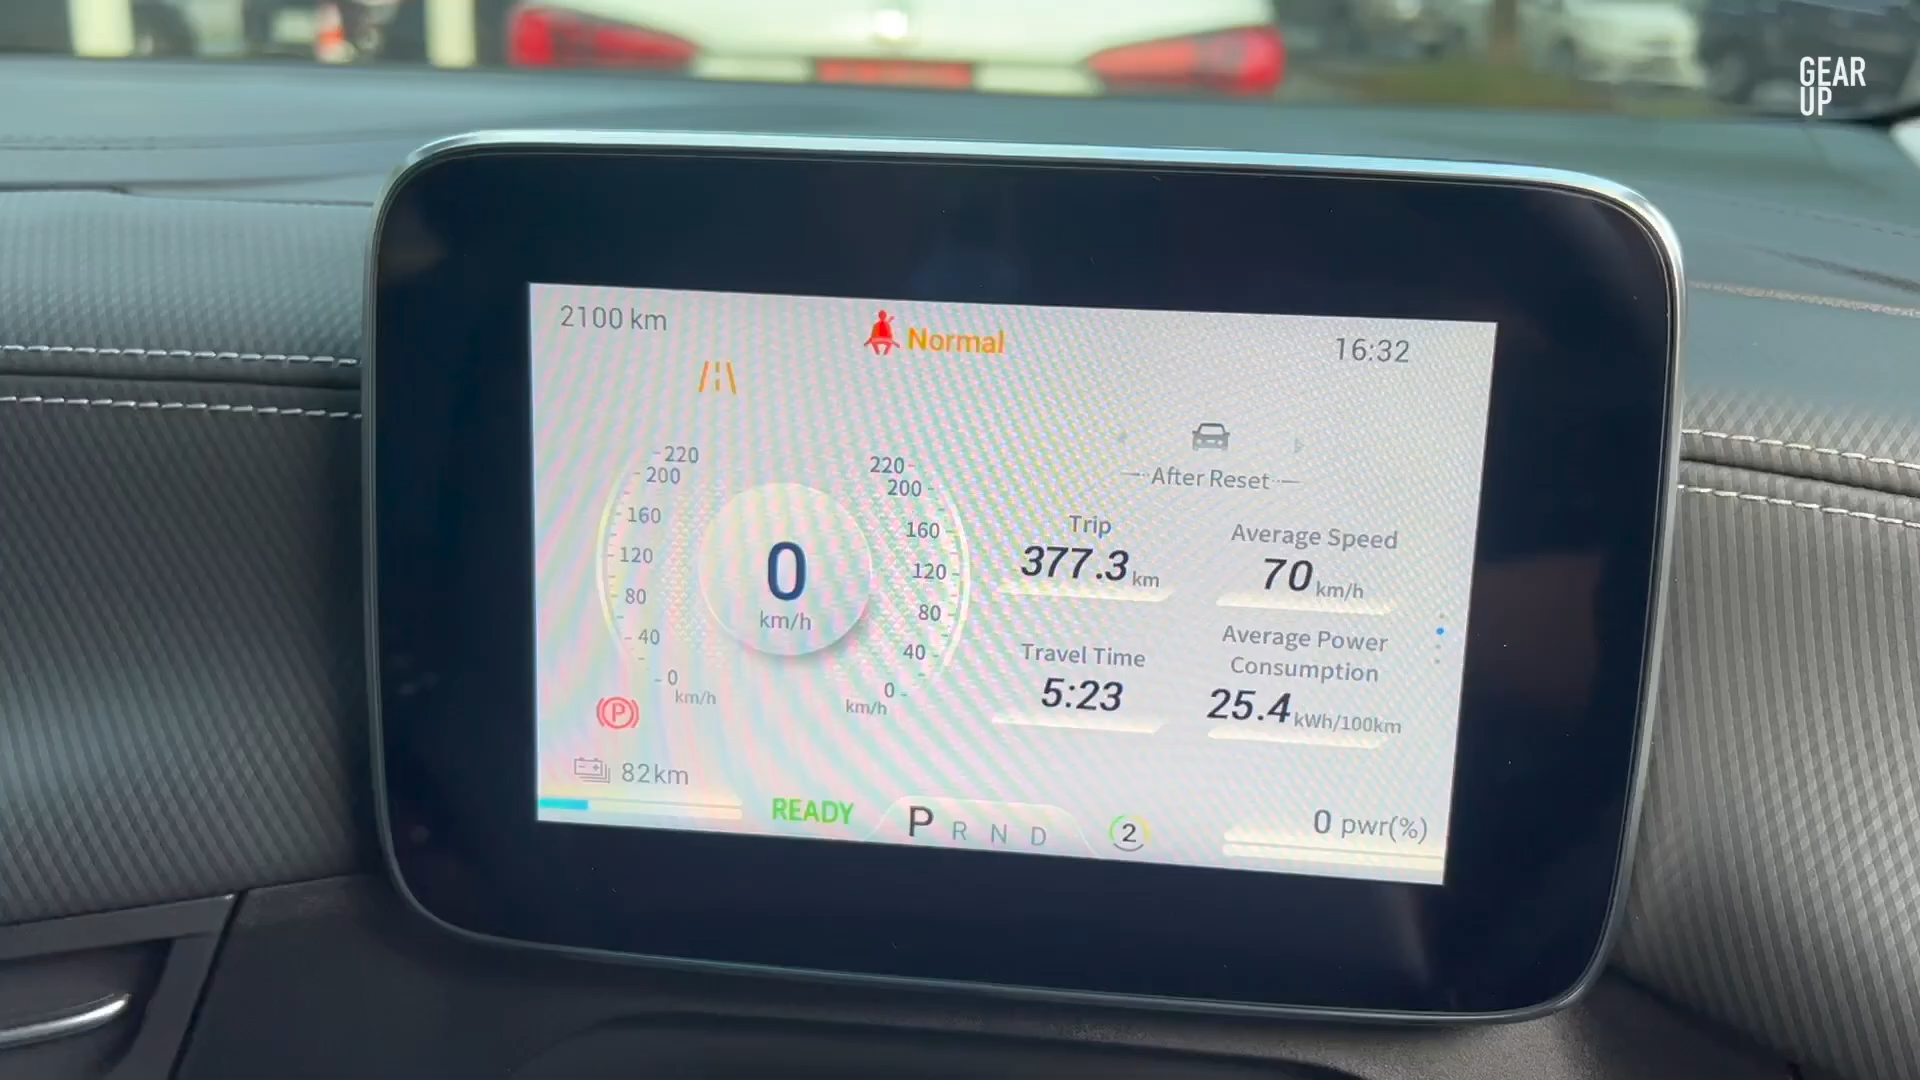 GEAR
UP
2100 km
Normal
16:32
After Reset
220
200
160
120
80
40
0
km/h
0
km/h
220
200
160
120
80
40
0
km/h
Trip
377.3 km
Average Speed
70 km/h
Travel Time
5:23
Average Power
Consumption
25.4 kWh/100km
P
82km
READY
P R N D
2
0 pwr(%)